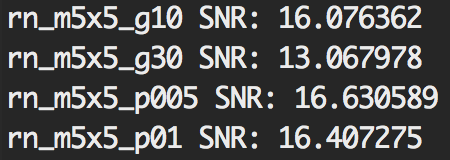 rn_m5x5_g10 SNR: 16.076362
rn_m5x5_g30 SNR: 13.067978
rn_m5x5_p005 SNR: 16.630589
rn_m5x5_p01 SNR: 16.407275